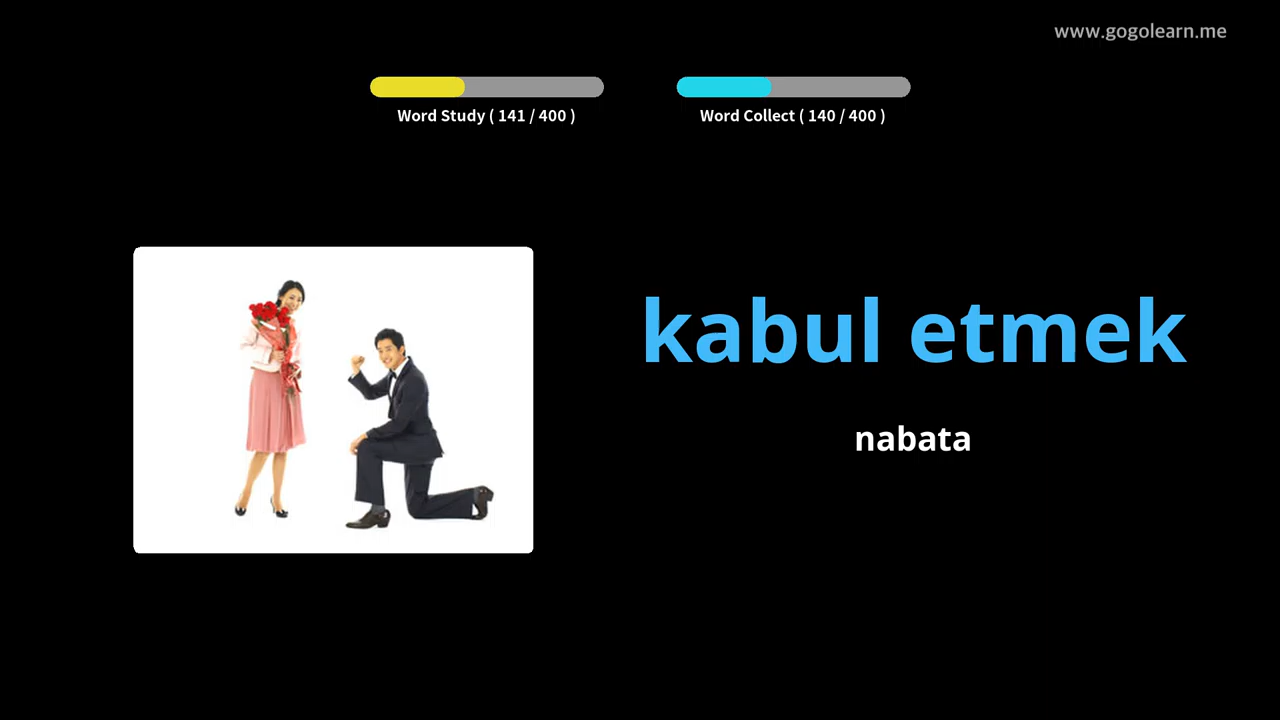 www.gogolearn.me
Word Study ( 141 / 400 )
Word Collect ( 140 / 400 )
kabul etmek
nabata